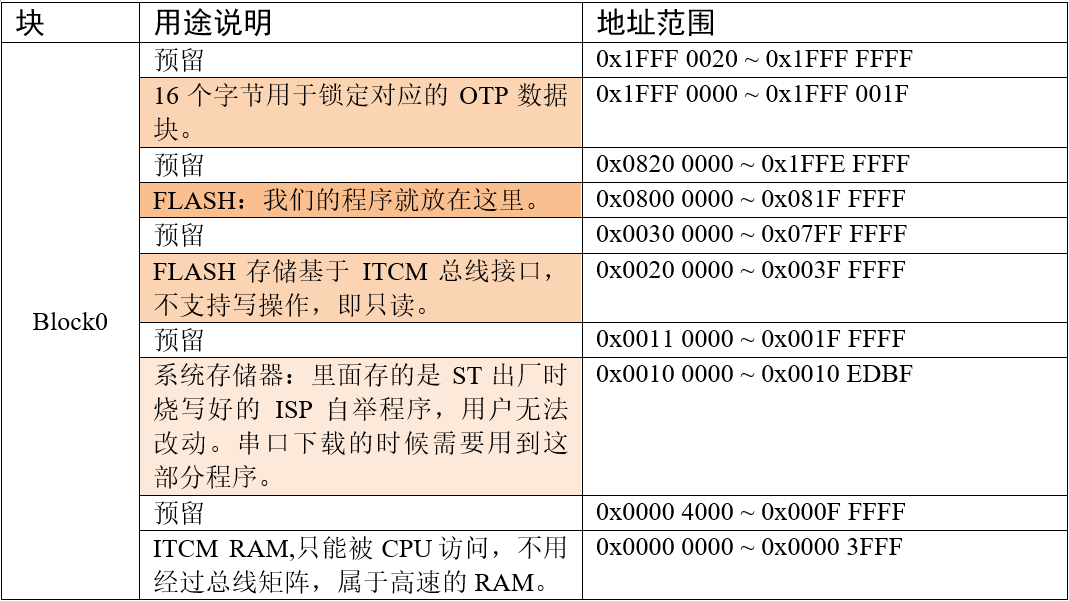 块 用途说明 地址范围
Block0
预留 0x1FFF 0020 ~ 0x1FFF FFFF
16 个字节用于锁定对应的 OTP 数据 0x1FFF 0000 ~ 0x1FFF 001F
块。
预留 0x0820 0000 ~ 0x1FFE FFFF
FLASH：我们的程序就放在这里。 0x0800 0000 ~ 0x081F FFFF
预留 0x0030 0000 ~ 0x07FF FFFF
FLASH 存储基于 ITCM 总线接口， 0x0020 0000 ~ 0x003F FFFF
不支持写操作，即只读。
预留 0x0011 0000 ~ 0x001F FFFF
系统存储器：里面存的是 ST 出厂时 0x0010 0000 ~ 0x0010 EDBF
烧写好的 ISP 自举程序，用户无法
改动。串口下载的时候需要用到这
部分程序。
预留 0x0000 4000 ~ 0x000F FFFF
ITCM RAM,只能被 CPU 访问，不用 0x0000 0000 ~ 0x0000 3FFF
经过总线矩阵，属于高速的 RAM。